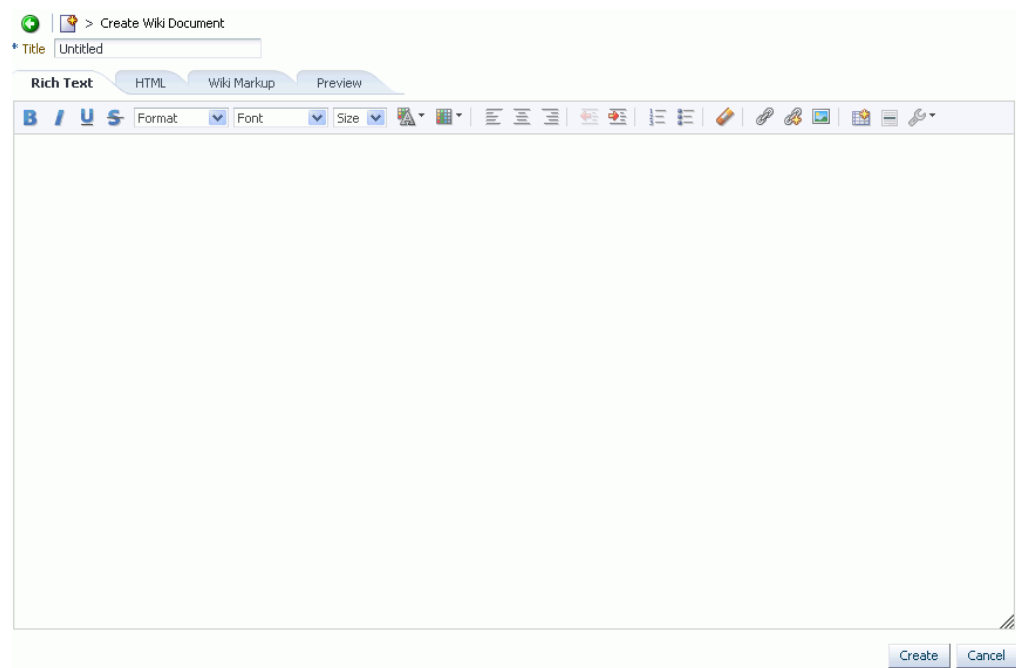 > Create Wiki Document
* Title Untitled
Rich Text HTML Wiki Markup Preview
B I U S Format Font Size
Create Cancel